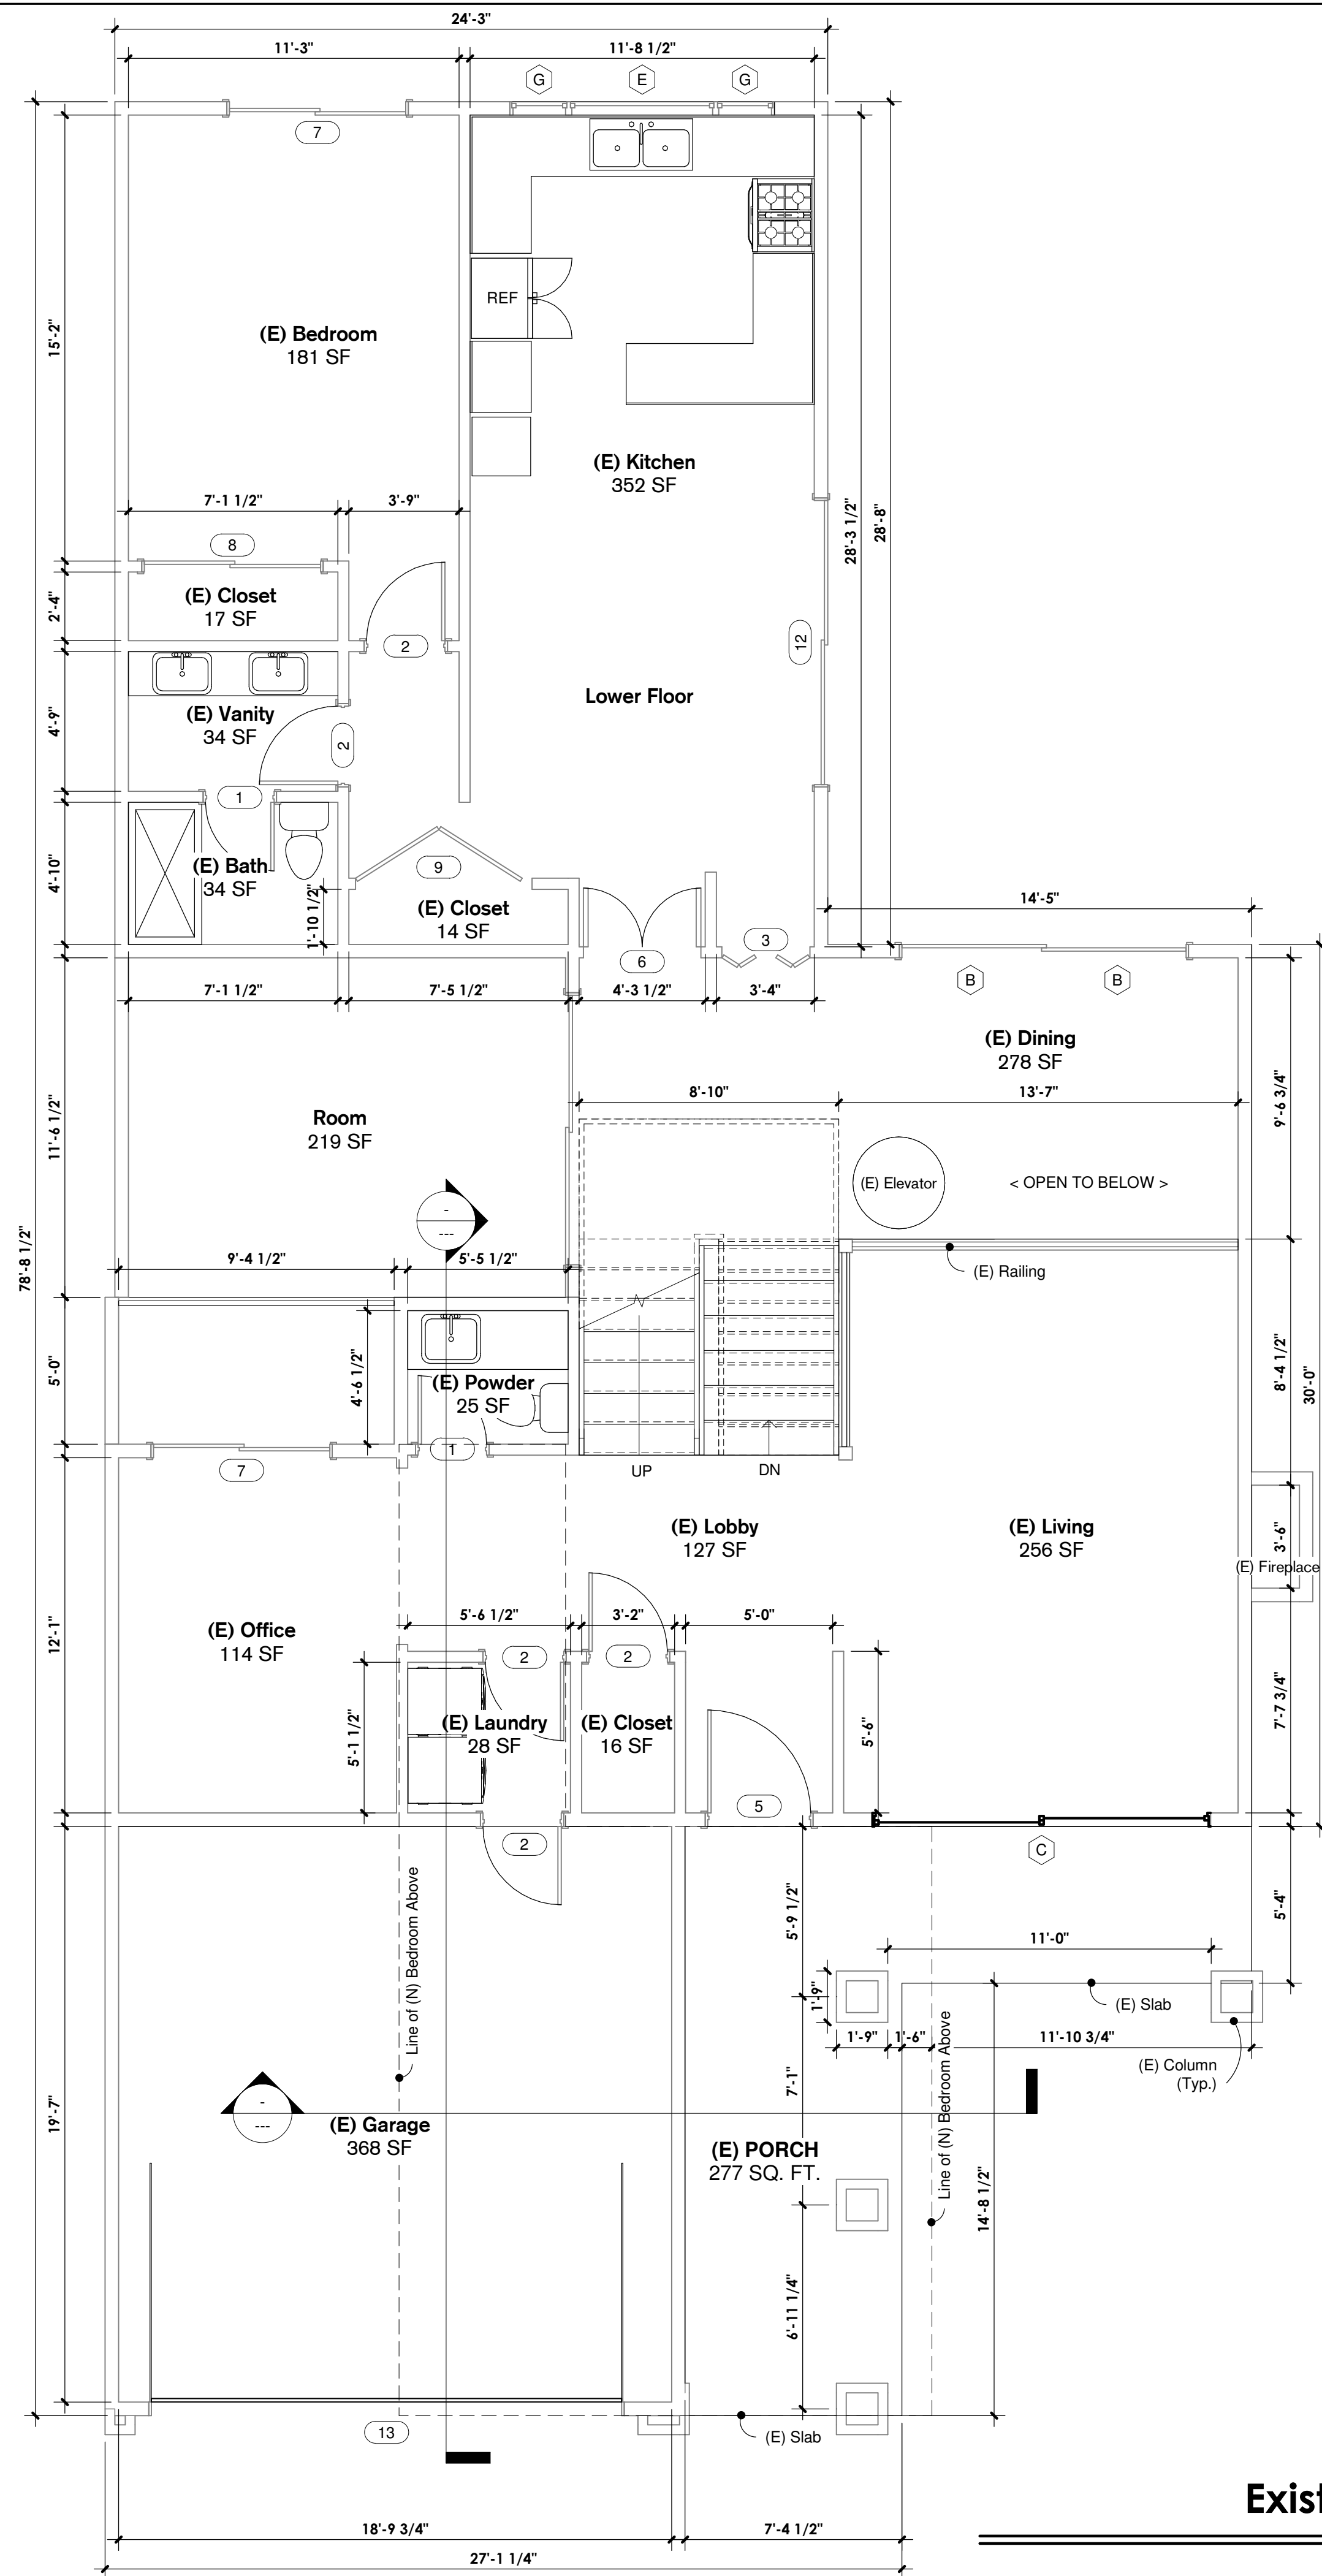 24'-3"
11'-3"
11'-8 1/2"
G
E
G
7
REF
(E) Bedroom
181 SF
15'-2"
(E) Kitchen
352 SF
7'-1 1/2"
3'-9"
28'-3 1/2"
28'-8"
8
(E) Closet
17 SF
2'-4"
2
12
Lower Floor
(E) Vanity
34 SF
4'-9"
2
1
(E) Bath
34 SF
4'-10"
9
1'-10 1/2"
(E) Closet
14 SF
14'-5"
3
6
7'-1 1/2"
7'-5 1/2"
4'-3 1/2"
3'-4"
B
B
(E) Dining
278 SF
8'-10"
13'-7"
9'-6 3/4"
Room
219 SF
11'-6 1/2"
(E) Elevator
< OPEN TO BELOW >
-
---
78'-8 1/2"
9'-4 1/2"
5'-5 1/2"
(E) Railing
5'-0"
4'-6 1/2"
(E) Powder
25 SF
8'-4 1/2"
30'-0"
1
7
UP
DN
(E) Lobby
127 SF
(E) Living
256 SF
3'-6"
(E) Fireplace
5'-6 1/2"
3'-2"
5'-0"
(E) Office
114 SF
12'-1"
2
2
5'-1 1/2"
(E) Laundry
28 SF
(E) Closet
16 SF
5'-6"
7'-7 3/4"
5
2
C
Line of (N) Bedroom Above
5'-9 1/2"
5'-4"
11'-0"
1'-9"
(E) Slab
1'-9"
1'-6"
11'-10 3/4"
(E) Column
(Typ.)
7'-1"
Line of (N) Bedroom Above
-
---
(E) Garage
368 SF
19'-7"
(E) PORCH
277 SQ. FT.
14'-8 1/2"
6'-11 1/4"
13
(E) Slab
Exist
18'-9 3/4"
7'-4 1/2"
27'-1 1/4"